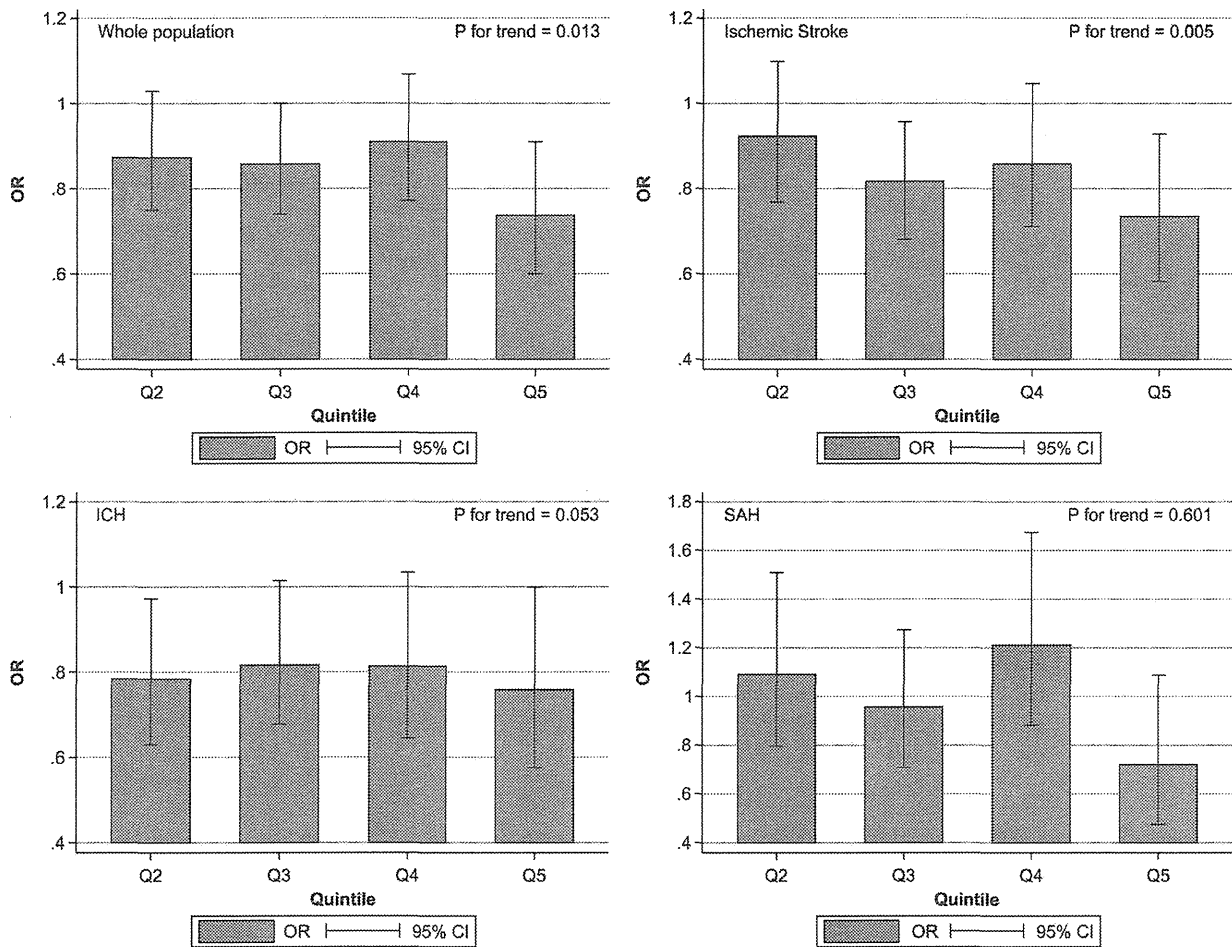 Whole population P for trend = 0.013
1.2
1
.8
.6
.4
OR
Q2 Q3 Q4 Q5
Quintile
OR 95% CI
Ischemic Stroke P for trend = 0.005
1.2
1
.8
.6
.4
OR
Q2 Q3 Q4 Q5
Quintile
OR 95% CI
ICH P for trend = 0.053
1.2
1
.8
.6
.4
OR
Q2 Q3 Q4 Q5
Quintile
OR 95% CI
SAH P for trend = 0.601
1.8
1.6
1.4
1.2
1
.8
.6
.4
OR
Q2 Q3 Q4 Q5
Quintile
OR 95% CI